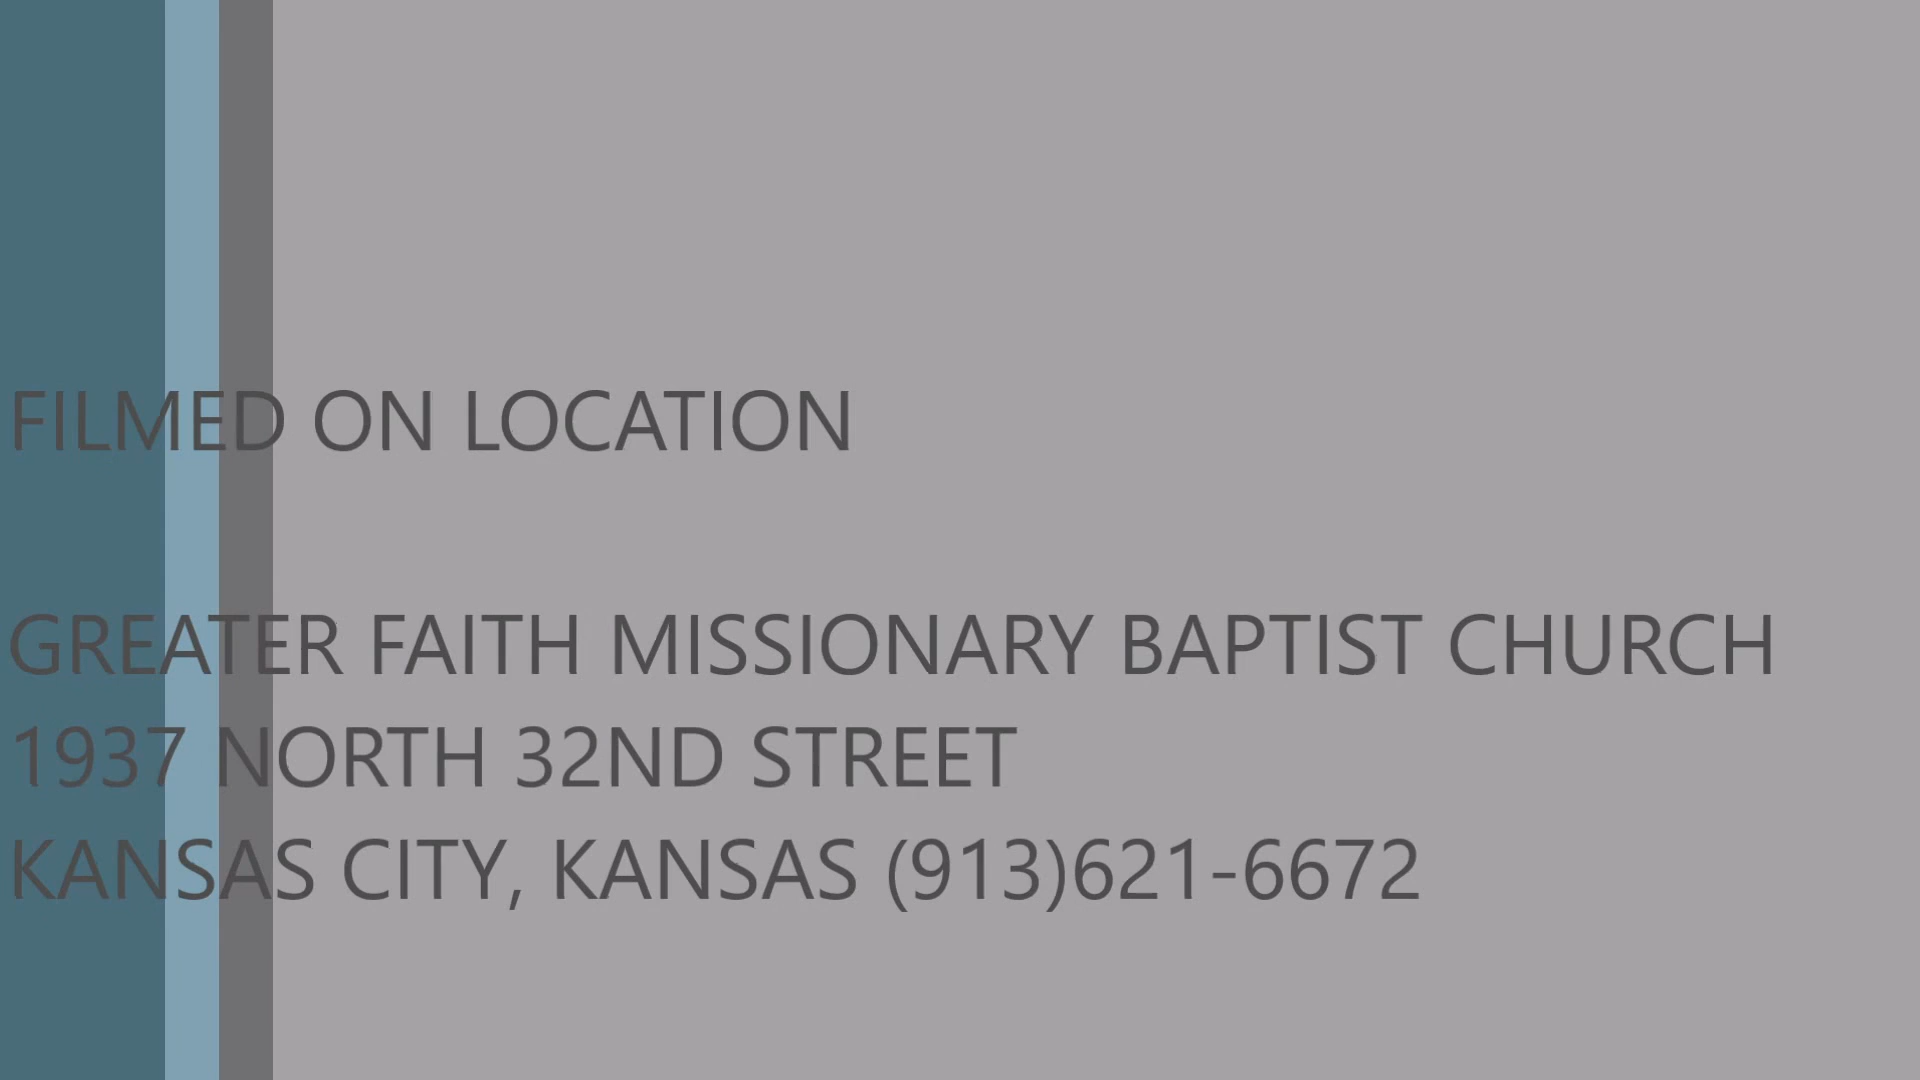 FILMED ON LOCATION
GREATER FAITH MISSIONARY BAPTIST CHURCH
1937 NORTH 32ND STREET
KANSAS CITY, KANSAS (913)621-6672